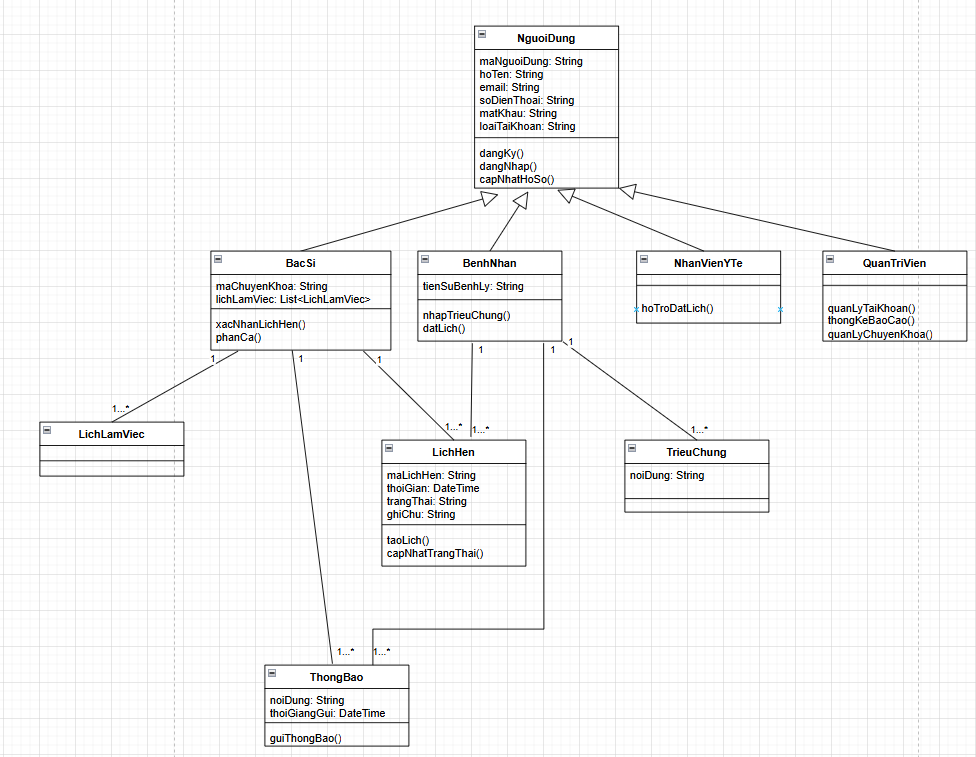 NguoiDung
maNguoiDung: String
hoTen: String
email: String
soDienThoai: String
matKhau: String
loaiTaiKhoan: String
dangKy()
dangNhap()
capNhatHoSo()
BacSi
maChuyenKhoa: String
lichLamViec: List<LichLamViec>
xacNhanLichHen()
phanCa()
BenhNhan
tienSuBenhLy: String
nhapTrieuChung()
datLich()
NhanVienYTe
hoTroDatLich()
QuanTriVien
quanLyTaiKhoan()
thongKeBaoCao()
quanLyChuyenKhoa()
1
1
1
1
1
1
1...*
1...*
1...*
1...*
LichLamViec
LichHen
maLichHen: String
thoiGian: DateTime
trangThai: String
ghiChu: String
taoLich()
capNhatTrangThai()
TrieuChung
noiDung: String
1...*
1...*
ThongBao
noiDung: String
thoiGiangGui: DateTime
guiThongBao()